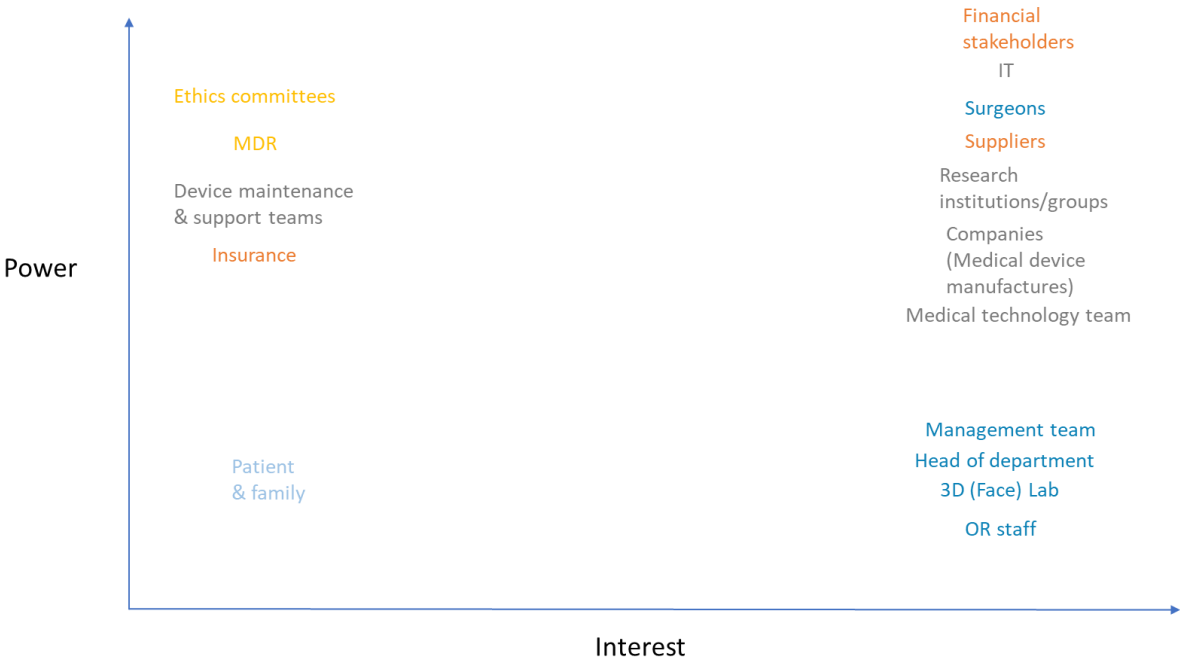 Financial
stakeholders
IT
Ethics committees
Surgeons
MDR
Suppliers
Device maintenance
& support teams
Research
institutions/groups
Insurance
Companies
(Medical device
manufactures)
Power
Medical technology team
Management team
Head of department
Patient
& family
3D (Face) Lab
OR staff
Interest